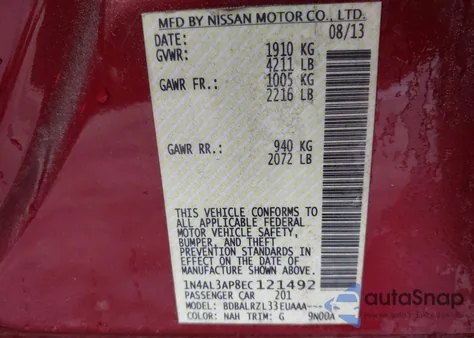 MFD BY NISSAN MOTOR CO., LTD.
DATE: 08/13
GVWR: 1910 KG
4211 LB
GAWR FR.: 1005 KG
2216 LB
GAWR RR.: 940 KG
2072 LB
THIS VEHICLE CONFORMS TO
ALL APPLICABLE FEDERAL
MOTOR VEHICLE SAFETY,
BUMPER, AND THEFT
PREVENTION STANDARDS IN
EFFECT ON THE DATE OF
MANUFACTURE SHOWN ABOVE.
1N4AL3AP8EC121492
PASSENGER CAR 201
MODEL: BDBALRZL33EUAAA---
COLOR: NAH TRIM: G 9N0DA
autoSnap